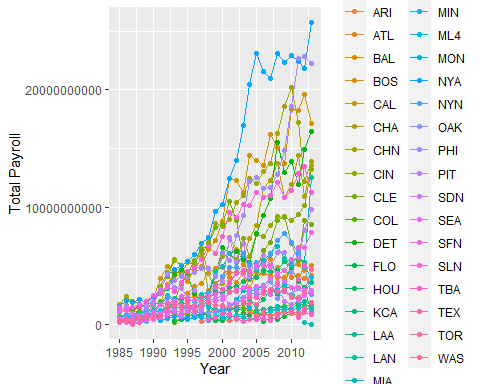 Total Payroll
20000000000
10000000000
0
1985 1990 1995 2000 2005 2010
Year
ARI
ATL
BAL
BOS
CAL
CHA
CHN
CIN
CLE
COL
DET
FLO
HOU
KCA
LAA
LAN
MIA
MIN
ML4
MON
NYA
NYN
OAK
PHI
PIT
SDN
SEA
SFN
SLN
TBA
TEX
TOR
WAS